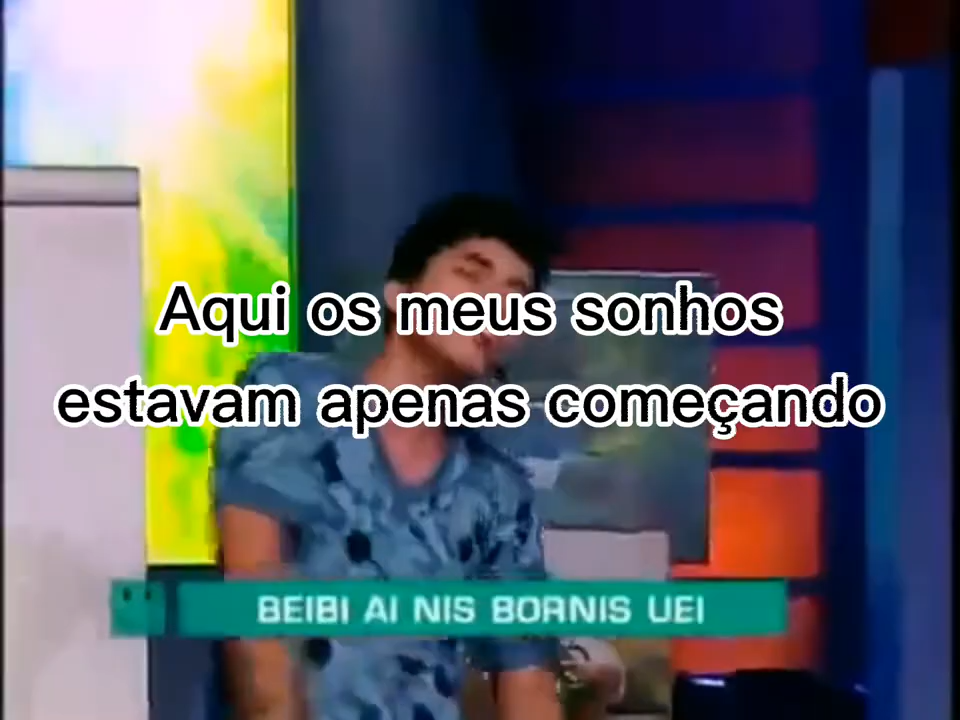 Aqui os meus sonhos
estavam apenas começando
BEIBI AI NIS BORNIS UEI